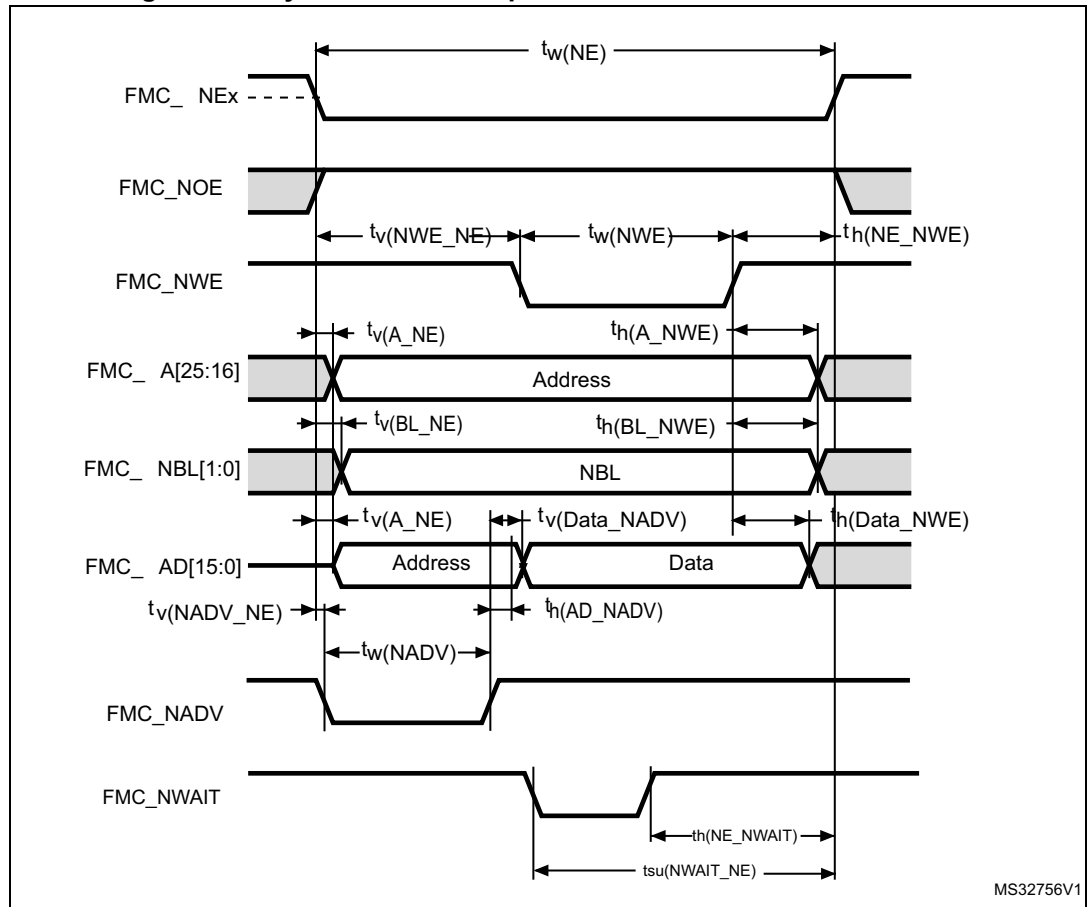 tw(NE)
FMC_ NEx
FMC_NOE
tv(NWE_NE) tw(NWE) th(NE_NWE)
FMC_NWE
tv(A_NE) th(A_NWE)
FMC_ A[25:16] Address
tv(BL_NE) th(BL_NWE)
FMC_ NBL[1:0] NBL
tv(A_NE) tv(Data_NADV) th(Data_NWE)
FMC_ AD[15:0] Address Data
tv(NADV_NE) th(AD_NADV)
tw(NADV)
FMC_NADV
FMC_NWAIT
th(NE_NWAIT)
tsu(NWAIT_NE)
MS32756V1